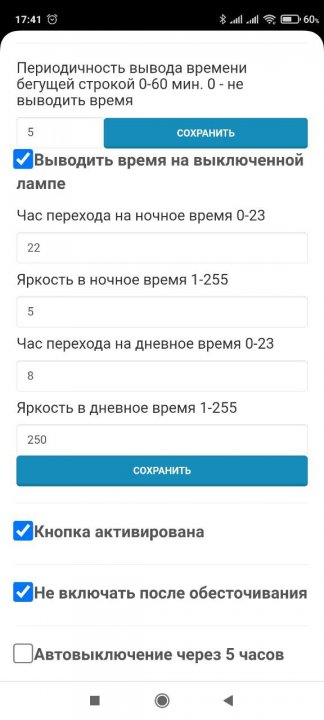 17:41
60%
Периодичность вывода времени
бегущей строкой 0-60 мин. 0 - не
выводить время
5 СОХРАНИТЬ
Выводить время на выключенной
лампе
Час перехода на ночное время 0-23
22
Яркость в ночное время 1-255
5
Час перехода на дневное время 0-23
8
Яркость в дневное время 1-255
250
СОХРАНИТЬ
Кнопка активирована
Не включать после обесточивания
Автовыключение через 5 часов